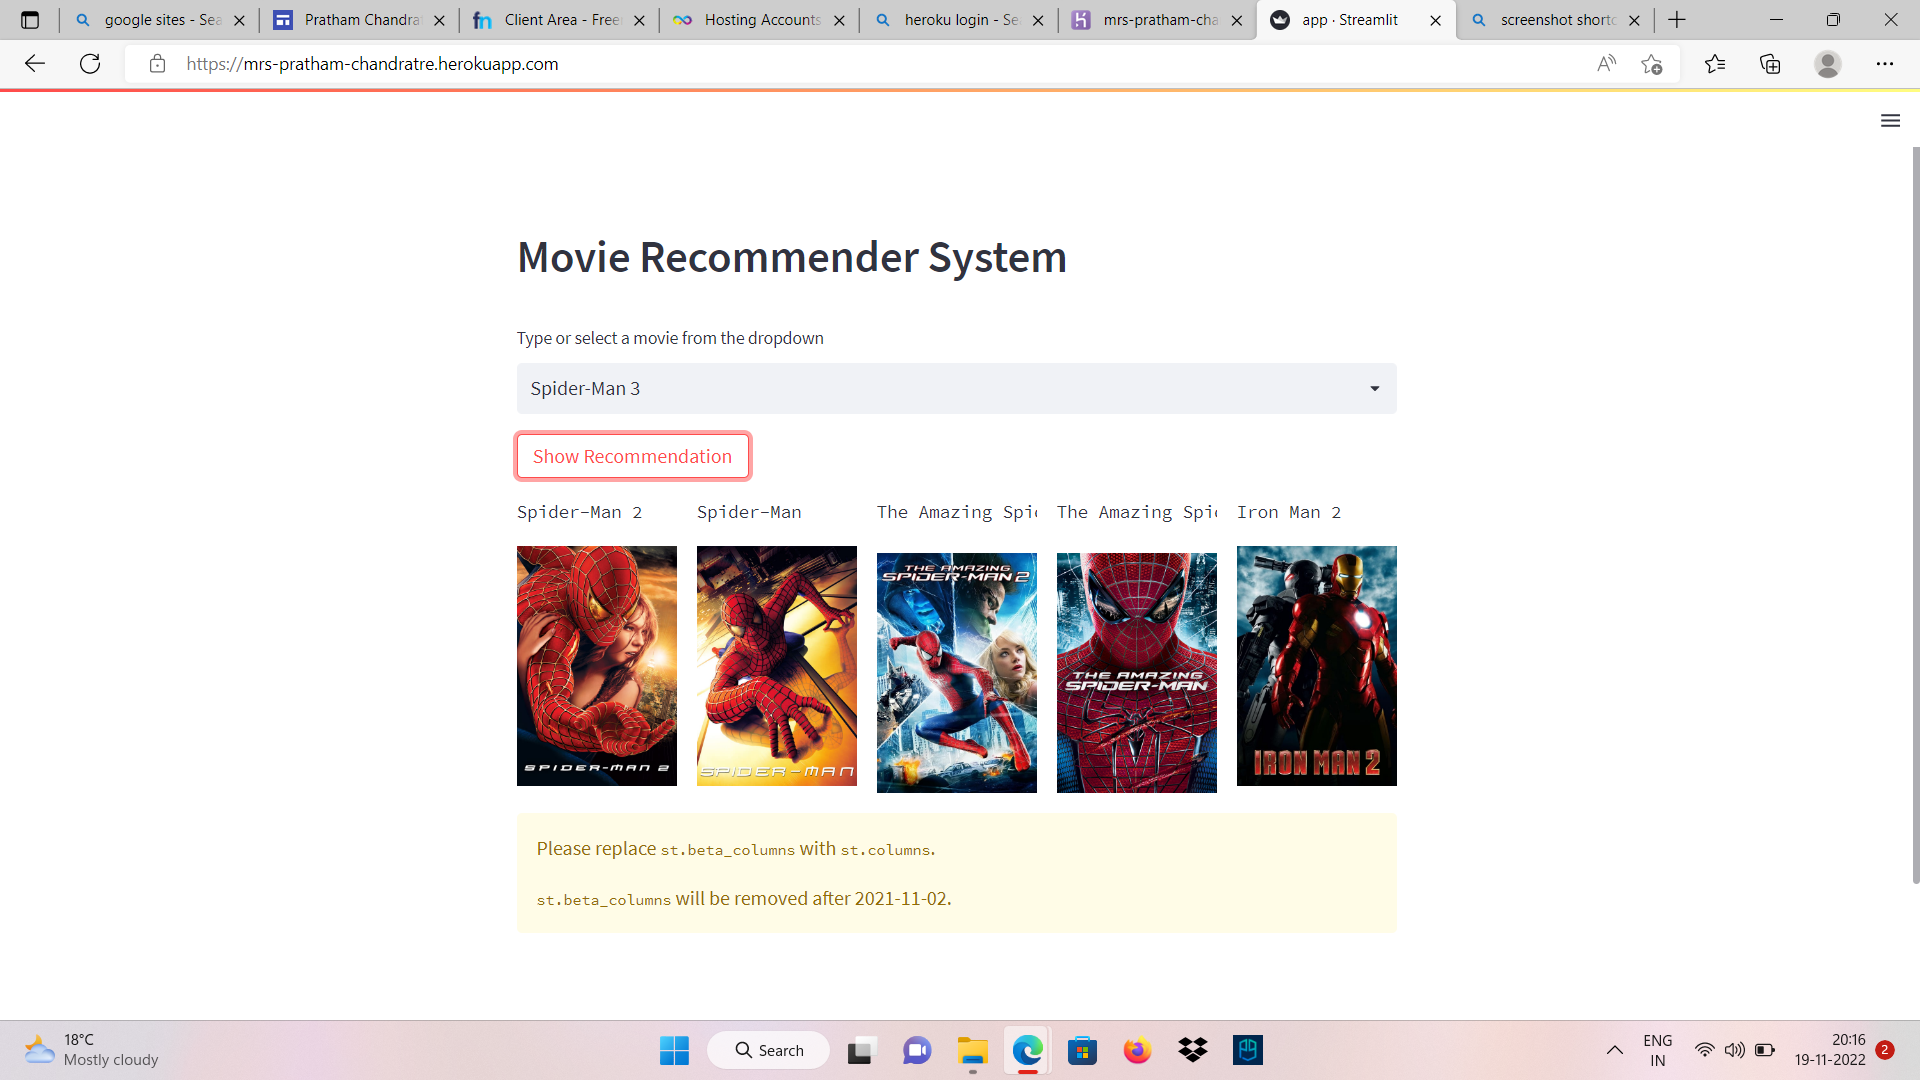 google sites - Sea
Pratham Chandrat
Client Area - Free
Hosting Accounts
heroku login - Se
mrs-pratham-cha
app · Streamlit
screenshot shortc
https://mrs-pratham-chandratre.herokuapp.com
Movie Recommender System
Type or select a movie from the dropdown
Spider-Man 3
Show Recommendation
Spider-Man 2
Spider-Man
The Amazing Spid
The Amazing Spid
Iron Man 2
SPIDER-MAN 2
SPIDER-MAN
THE AMAZING
SPIDER-MAN 2
THE AMAZING
SPIDER-MAN
IRON MAN 2
Please replace st.beta_columns with st.columns.
st.beta_columns will be removed after 2021-11-02.
18°C
Mostly cloudy
Search
ENG
IN
20:16
19-11-2022
2